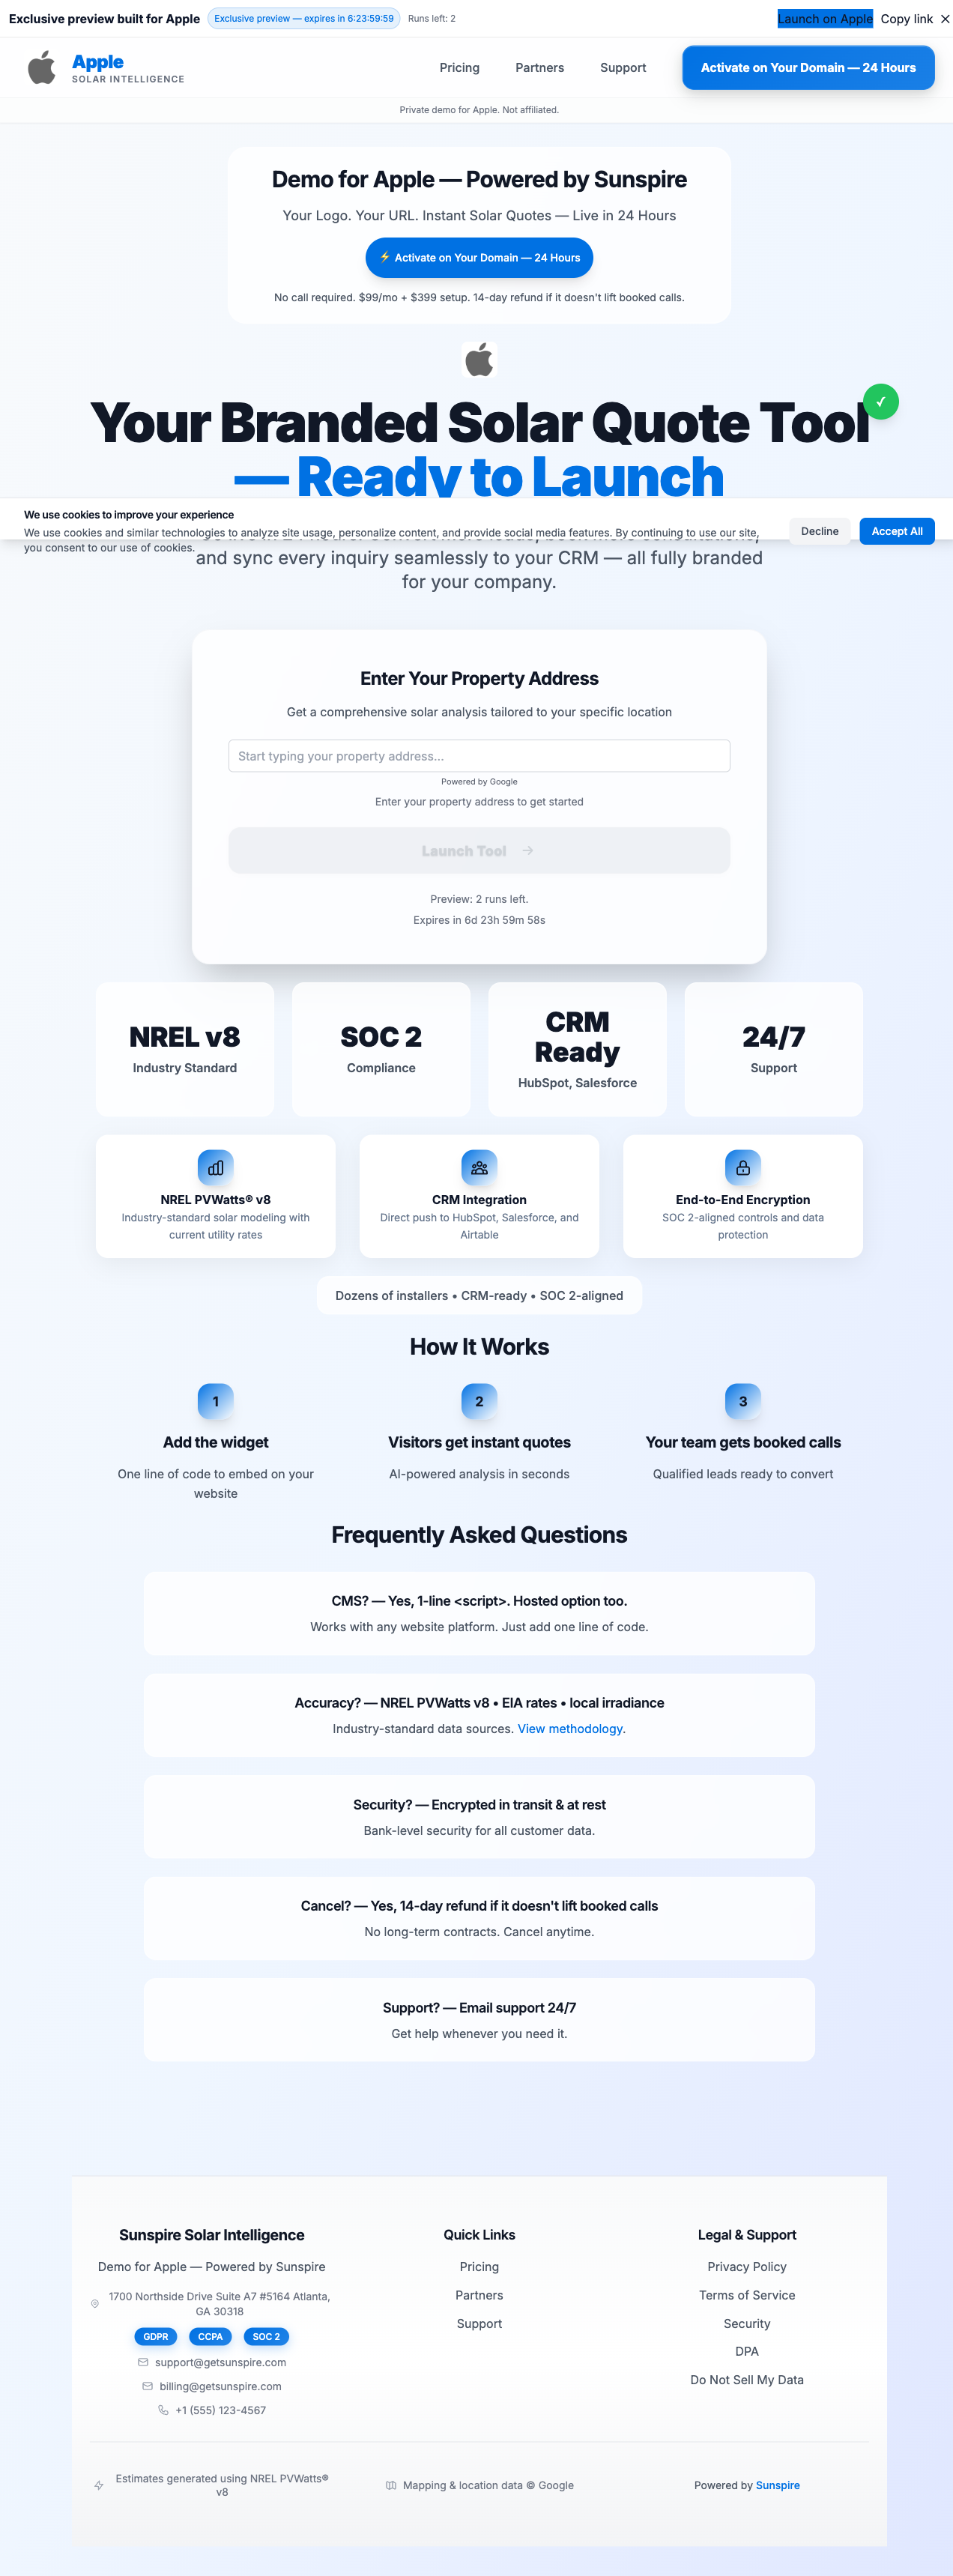 Exclusive preview built for Apple
Exclusive preview — expires in 6:23:59:59
Runs left: 2
Launch on Apple
Copy link
Apple
SOLAR INTELLIGENCE
Pricing
Partners
Support
Activate on Your Domain — 24 Hours
Private demo for Apple. Not affiliated.
Demo for Apple — Powered by Sunspire
Your Logo. Your URL. Instant Solar Quotes — Live in 24 Hours
⚡ Activate on Your Domain — 24 Hours
No call required. $99/mo + $399 setup. 14-day refund if it doesn't lift booked calls.
Your Branded Solar Quote Tool
— Ready to Launch
We use cookies to improve your experience
We use cookies and similar technologies to analyze site usage, personalize content, and provide social media features. By continuing to use our site,
you consent to our use of cookies.
Decline
Accept All
and sync every inquiry seamlessly to your CRM — all fully branded
for your company.
Enter Your Property Address
Get a comprehensive solar analysis tailored to your specific location
Start typing your property address...
Powered by Google
Enter your property address to get started
Launch Tool
Preview: 2 runs left.
Expires in 6d 23h 59m 58s
NREL v8
Industry Standard
SOC 2
Compliance
CRM
Ready
HubSpot, Salesforce
24/7
Support
NREL PVWatts® v8
Industry-standard solar modeling with
current utility rates
CRM Integration
Direct push to HubSpot, Salesforce, and
Airtable
End-to-End Encryption
SOC 2-aligned controls and data
protection
Dozens of installers • CRM-ready • SOC 2-aligned
How It Works
1
Add the widget
One line of code to embed on your
website
2
Visitors get instant quotes
AI-powered analysis in seconds
3
Your team gets booked calls
Qualified leads ready to convert
Frequently Asked Questions
CMS? — Yes, 1-line <script>. Hosted option too.
Works with any website platform. Just add one line of code.
Accuracy? — NREL PVWatts v8 • EIA rates • local irradiance
Industry-standard data sources. View methodology.
Security? — Encrypted in transit & at rest
Bank-level security for all customer data.
Cancel? — Yes, 14-day refund if it doesn't lift booked calls
No long-term contracts. Cancel anytime.
Support? — Email support 24/7
Get help whenever you need it.
Sunspire Solar Intelligence
Demo for Apple — Powered by Sunspire
1700 Northside Drive Suite A7 #5164 Atlanta,
GA 30318
GDPR
CCPA
SOC 2
support@getsunspire.com
billing@getsunspire.com
+1 (555) 123-4567
Quick Links
Pricing
Partners
Support
Legal & Support
Privacy Policy
Terms of Service
Security
DPA
Do Not Sell My Data
Estimates generated using NREL PVWatts®
v8
Mapping & location data © Google
Powered by Sunspire